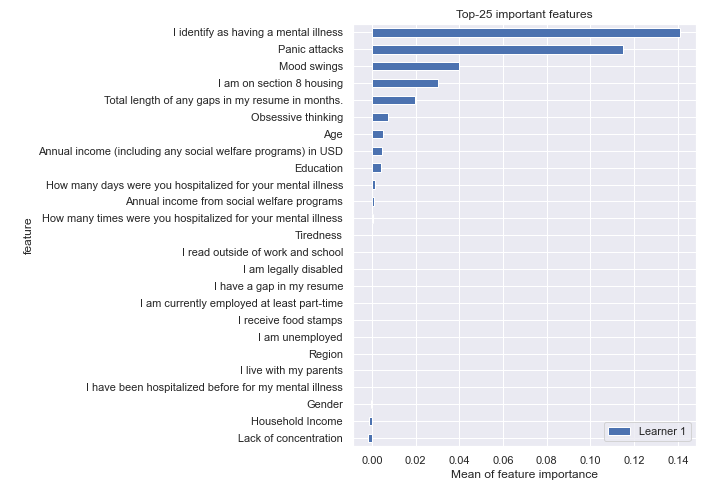 Top-25 important features
I identify as having a mental illness
Panic attacks
Mood swings
I am on section 8 housing
Total length of any gaps in my resume in months.
Obsessive thinking
Age
Annual income (including any social welfare programs) in USD
Education
How many days were you hospitalized for your mental illness
Annual income from social welfare programs
How many times were you hospitalized for your mental illness
Tiredness
I read outside of work and school
I am legally disabled
I have a gap in my resume
I am currently employed at least part-time
I receive food stamps
I am unemployed
Region
I live with my parents
I have been hospitalized before for my mental illness
Gender
Household Income
Lack of concentration
feature
Learner 1
0.00 0.02 0.04 0.06 0.08 0.10 0.12 0.14
Mean of feature importance